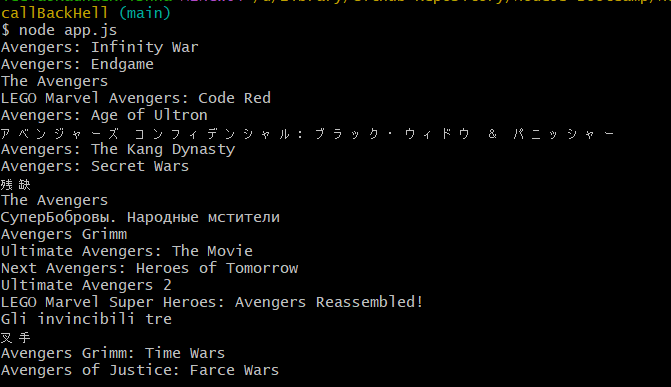 callBackHell (main)
$ node app.js
Avengers: Infinity War
Avengers: Endgame
The Avengers
LEGO Marvel Avengers: Code Red
Avengers: Age of Ultron
アベンジャーズ コンフィデンシャル: ブラック・ウィドウ & パニッシャー
Avengers: The Kang Dynasty
Avengers: Secret Wars
残缺
The Avengers
СуперБобровы. Народные мстители
Avengers Grimm
Ultimate Avengers: The Movie
Next Avengers: Heroes of Tomorrow
Ultimate Avengers 2
LEGO Marvel Super Heroes: Avengers Reassembled!
Gli invincibili tre
叉手
Avengers Grimm: Time Wars
Avengers of Justice: Farce Wars